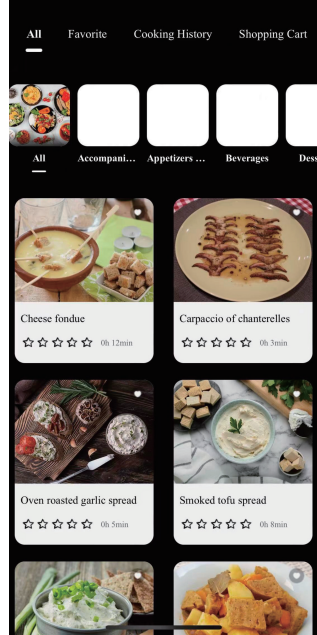 All Favorite Cooking History Shopping Cart
All Accompani... Appetizers ... Beverages Dess
Cheese fondue
0h 12min
Carpaccio of chanterelles
0h 3min
Oven roasted garlic spread
0h 5min
Smoked tofu spread
0h 8min